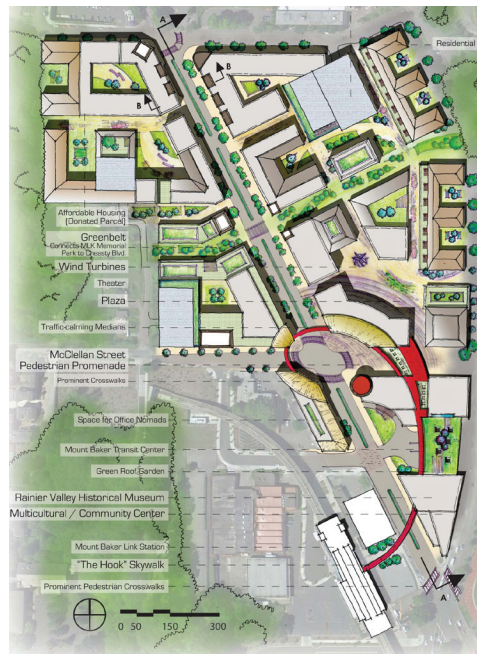 A
B
B
Residential
Affordable Housing
(Donated Parcel)
Greenbelt
Connects MLK Memorial
Park to Cheasty Blvd.
Wind Turbines
Theater
Plaza
Traffic-calming Medians
McClellan Street
Pedestrian Promenade
Prominent Crosswalks
Space for Office Nomads
Mount Baker Transit Center
Green Roof Garden
Rainier Valley Historical Museum
Multicultural / Community Center
Mount Baker Link Station
"The Hook" Skywalk
Prominent Pedestrian Crosswalks
A
0 50 150 300